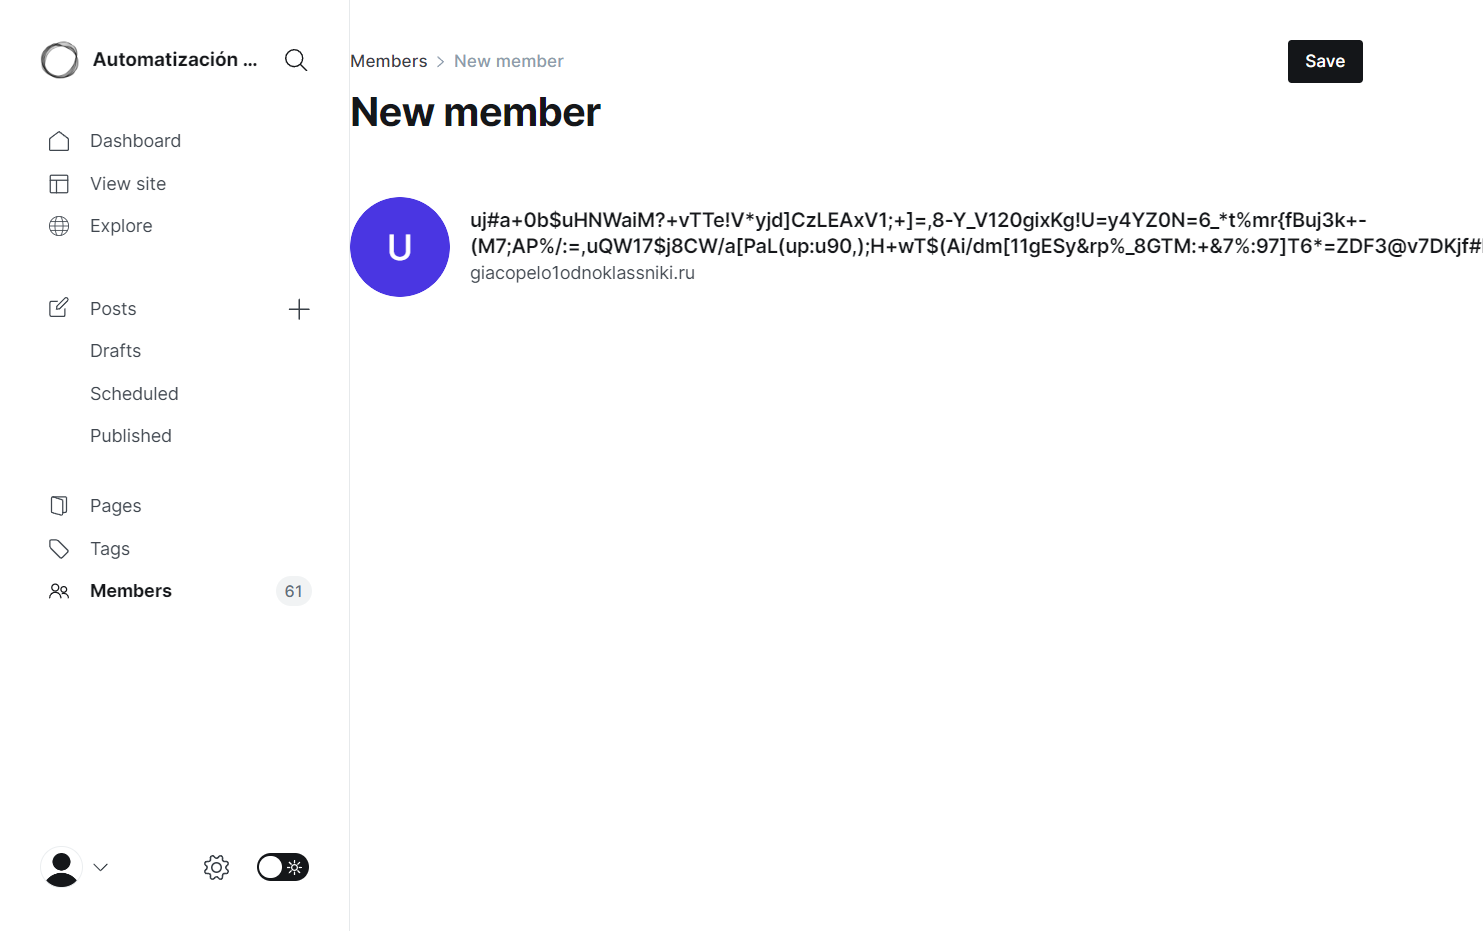 Automatización ...
Dashboard
View site
Explore
Posts
Drafts
Scheduled
Published
Pages
Tags
Members
61
Members > New member
Save
New member
U
uj#a+0b$uHNWaiM?+vTTe!V*yjd]CzLEAxV1;+]=,8-Y_V120gixKg!U=y4YZ0N=6_*t%mr{fBuj3k+-
(M7;AP%/:=,uQW17$j8CW/a[PaL(up:u90,);H+wT$(Ai/dm[11gESy&rp%_8GTM:+&7%:97]T6*=ZDF3@v7DKjf#
giacopelo1odnoklassniki.ru